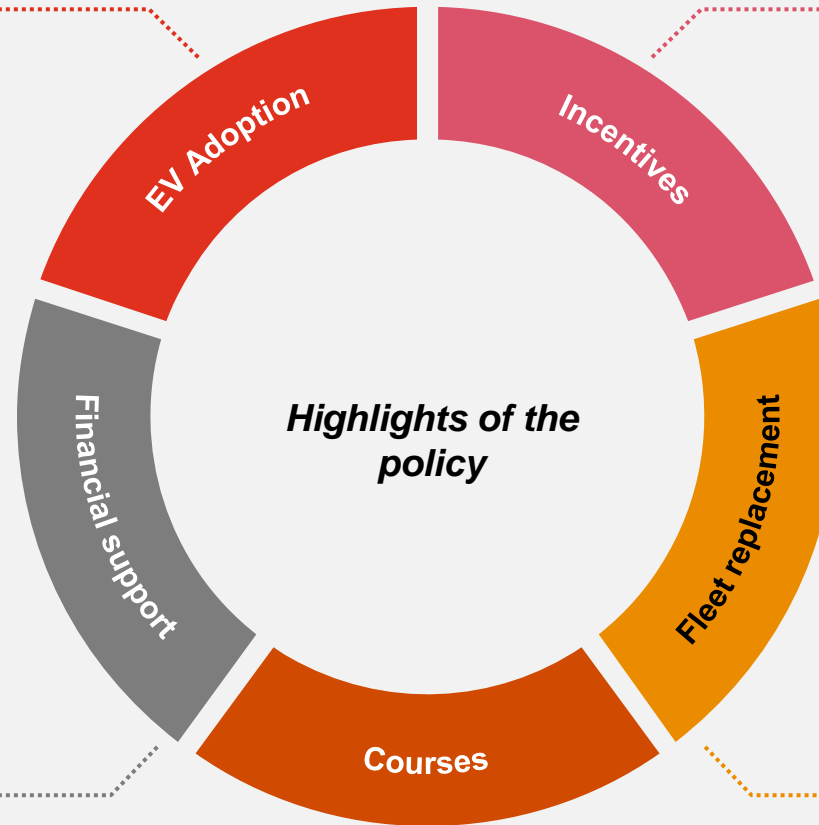 EV Adoption
Incentives
Highlights of the
policy
Financial support
Fleet replacement
Courses